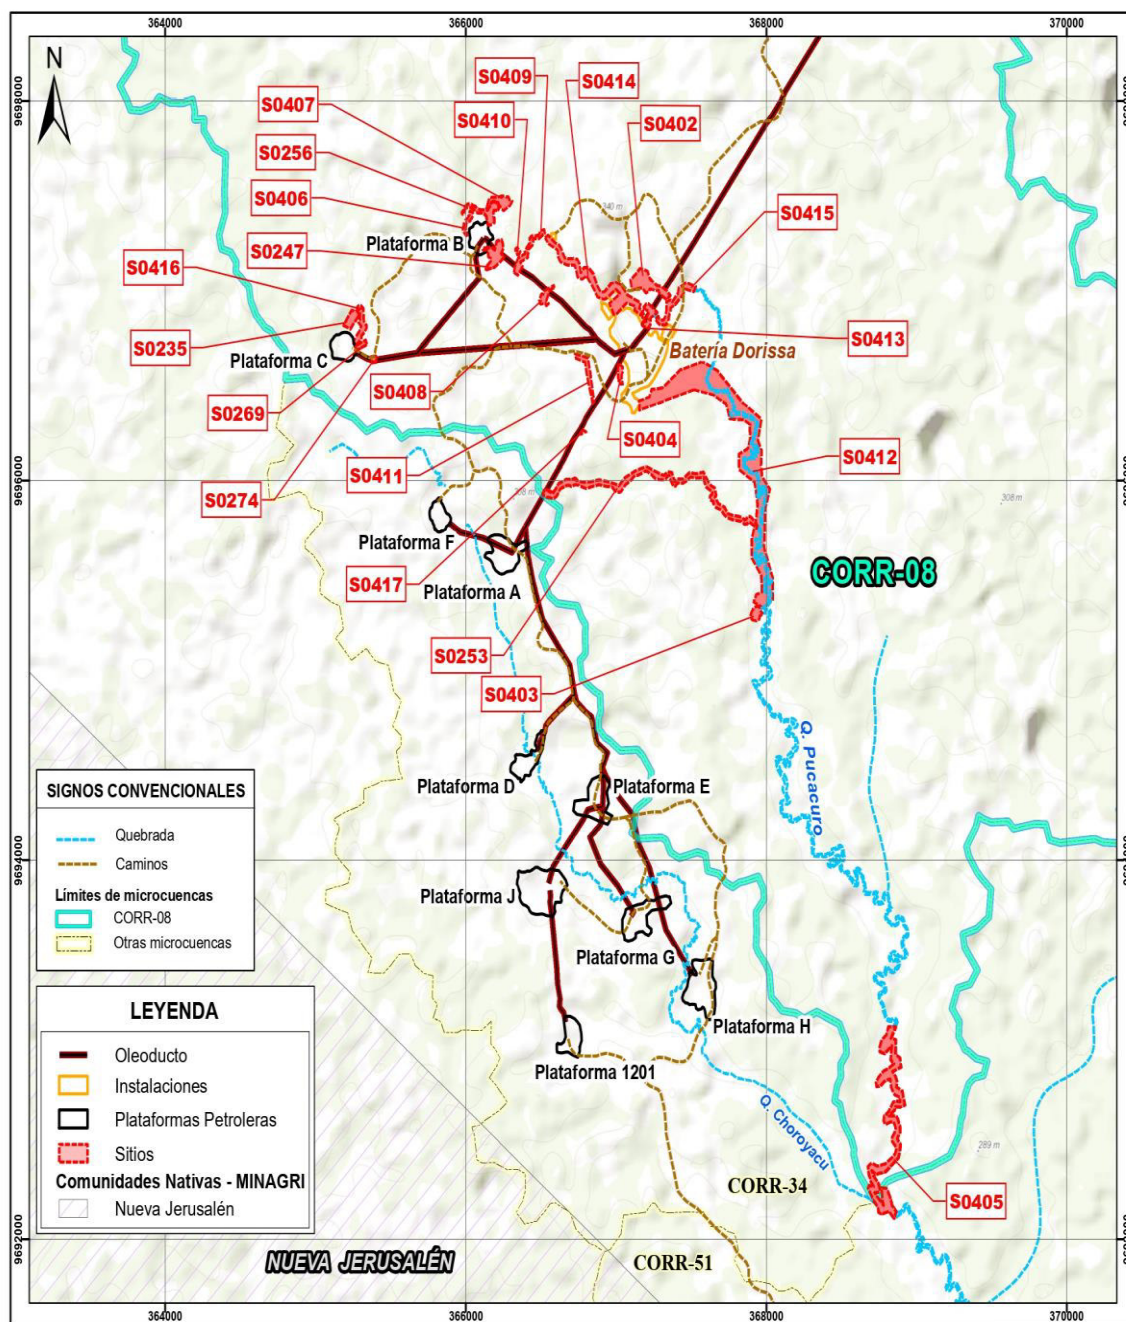 364000
366000
368000
370000
N
9698000
S0409
S0414
S0407
S0410
S0402
S0256
340 m
S0406
S0415
Plataforma B
S0247
S0416
S0413
S0235
Plataforma C
Batería Dorissa
S0408
S0269
S0404
S0411
S0412
9696000
S0274
308 m
Plataforma F
CORR-08
S0417
Plataforma A
S0253
S0403
Q. Pucacuro
SIGNOS CONVENCIONALES
Quebrada
Caminos
Límites de microcuencas
CORR-08
Otras microcuencas
Plataforma D
Plataforma E
9694000
Plataforma J
Plataforma G
Plataforma H
LEYENDA
Oleoducto
Instalaciones
Plataformas Petroleras
Sitios
Comunidades Nativas - MINAGRI
Nueva Jerusalén
Plataforma 1201
Q. Choroyacu
289 m
CORR-34
S0405
9692000
NUEVA JERUSALÉN
CORR-51
364000
366000
368000
370000